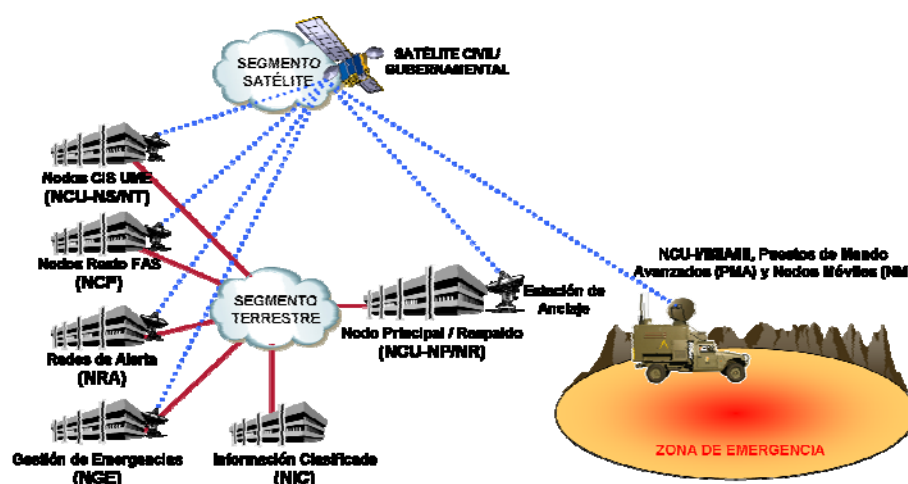 SEGMENTO
SATÉLITE
SATÉLITE CIVIL/
GUBERNAMENTAL
Nodos CIS UME
(NCU-NS/NT)
Nodos Resto FAS
(NCF)
Redes de Alerta
(NRA)
Gestión de Emergencias
(NGE)
SEGMENTO
TERRESTRE
Información Clasificada
(NIC)
Nodo Principal / Respaldo
(NCU-NP/NR)
Estación de
Anclaje
Puestos de Mando
Avanzados (PMA) y Nodos Móviles (NM
ZONA DE EMERGENCIA